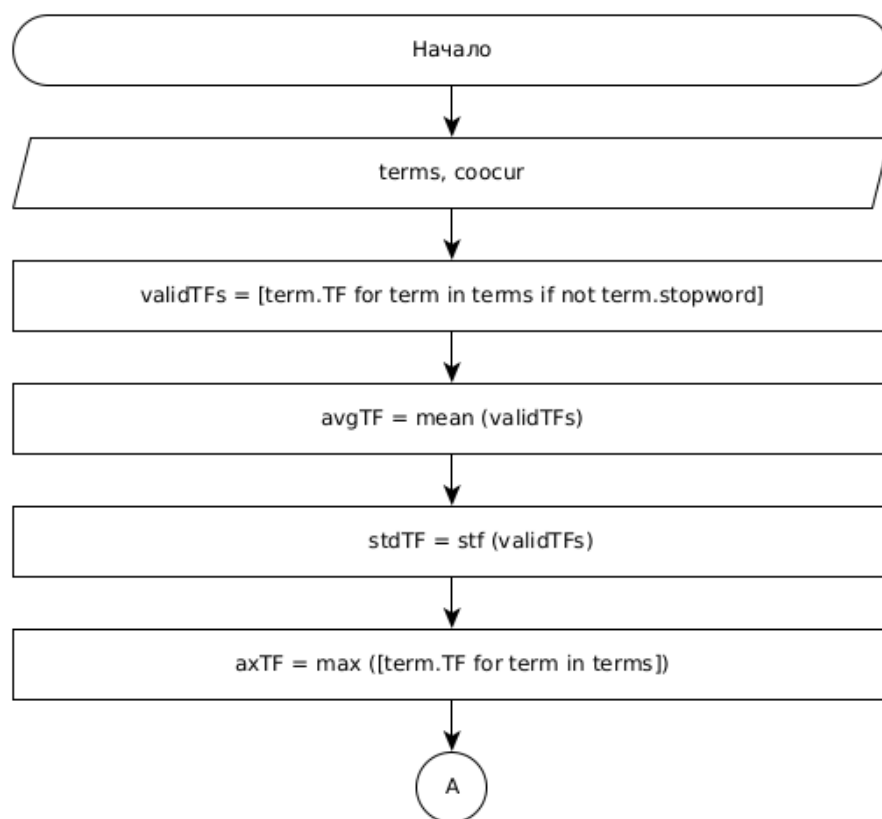 Начало
terms, coocur
validTFs = [term.TF for term in terms if not term.stopword]
avgTF = mean (validTFs)
stdTF = stf (validTFs)
axTF = max ([term.TF for term in terms])
A